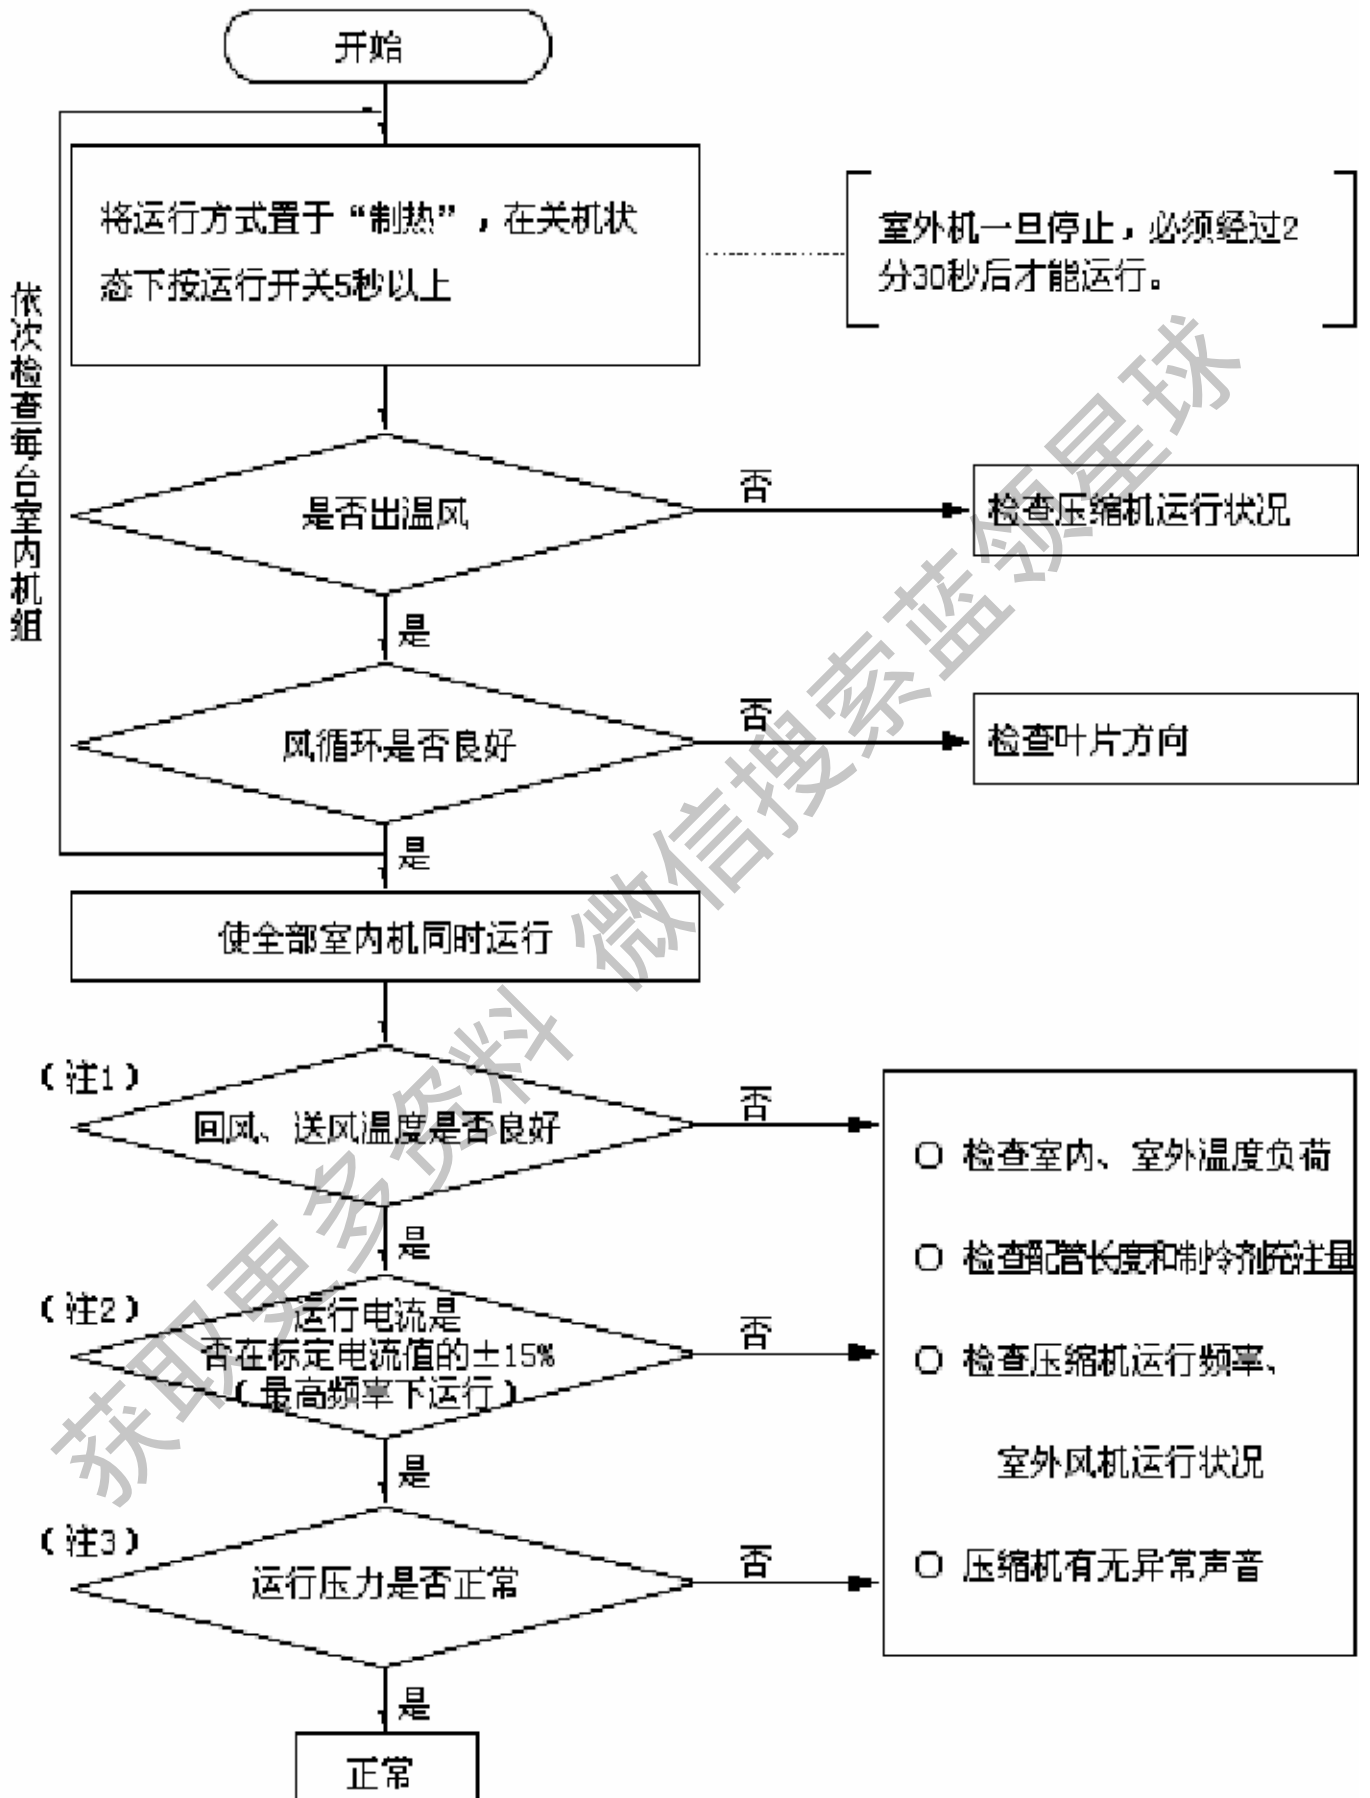 开始
将运行方式置于“制热”，在关机状
态下按运行开关5秒以上
室外机一旦停止，必须经过2
分30秒后才能运行。
依次检查每台室内机组
是否出温风
否
检查压缩机运行状况
是
风循环是否良好
否
检查叶片方向
是
使全部室内机同时运行
（注1）
回风、送风温度是否良好
否
是
（注2）
运行电流是
否在标定电流值的±15%
（最高频率下运行）
否
是
（注3）
运行压力是否正常
否
○ 检查室内、室外温度负荷
○ 检查配管长度和制冷剂充注量
○ 检查压缩机运行频率、
室外风机运行状况
○ 压缩机有无异常声音
是
正常
获取更多资料 微信搜索蓝领星球